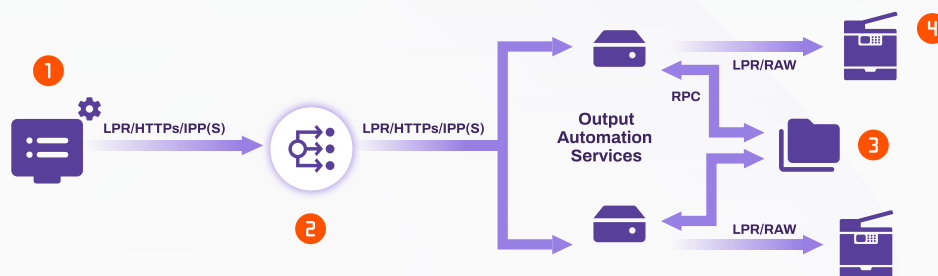 1
LPR/HTTPs/IPP(S)
2
LPR/HTTPs/IPP(S)
Output
Automation
Services
LPR/RAW
4
RPC
3
LPR/RAW